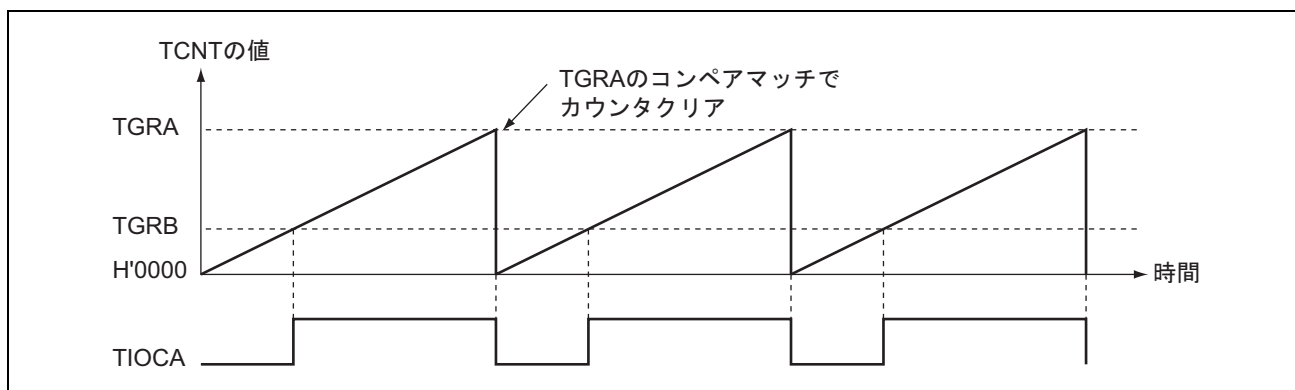 TCNTの値
TGRAのコンペアマッチで
カウンタクリア
TGRA
TGRB
H'0000
時間
TIOCA